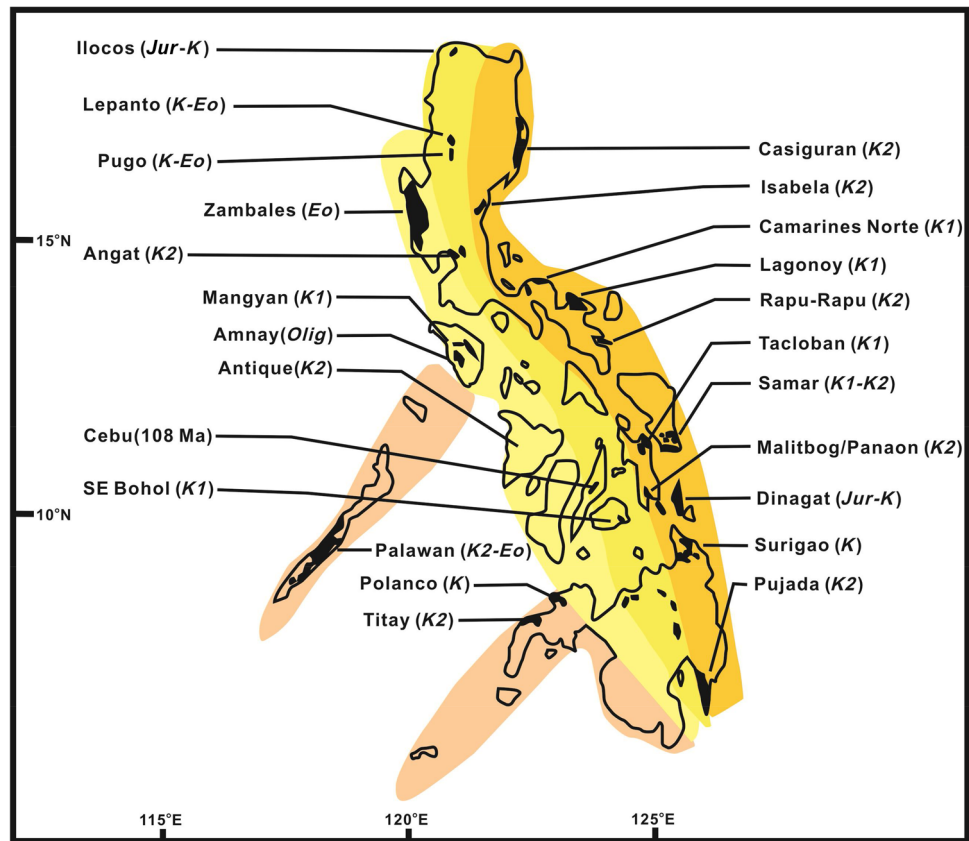 Ilocos (Jur-K)
Lepanto (K-Eo)
Pugo (K-Eo)
Zambales (Eo)
15°N
Angat (K2)
Mangyan (K1)
Amnay(Olig)
Antique(K2)
Cebu(108 Ma)
SE Bohol (K1)
10°N
Palawan (K2-Eo)
Polanco (K)
Titay (K2)
Casiguran (K2)
Isabela (K2)
Camarines Norte (K1)
Lagonoy (K1)
Rapu-Rapu (K2)
Tacloban (K1)
Samar (K1-K2)
Malitbog/Panaon (K2)
Dinagat (Jur-K)
Surigao (K)
Pujada (K2)
115°E
120°E
125°E